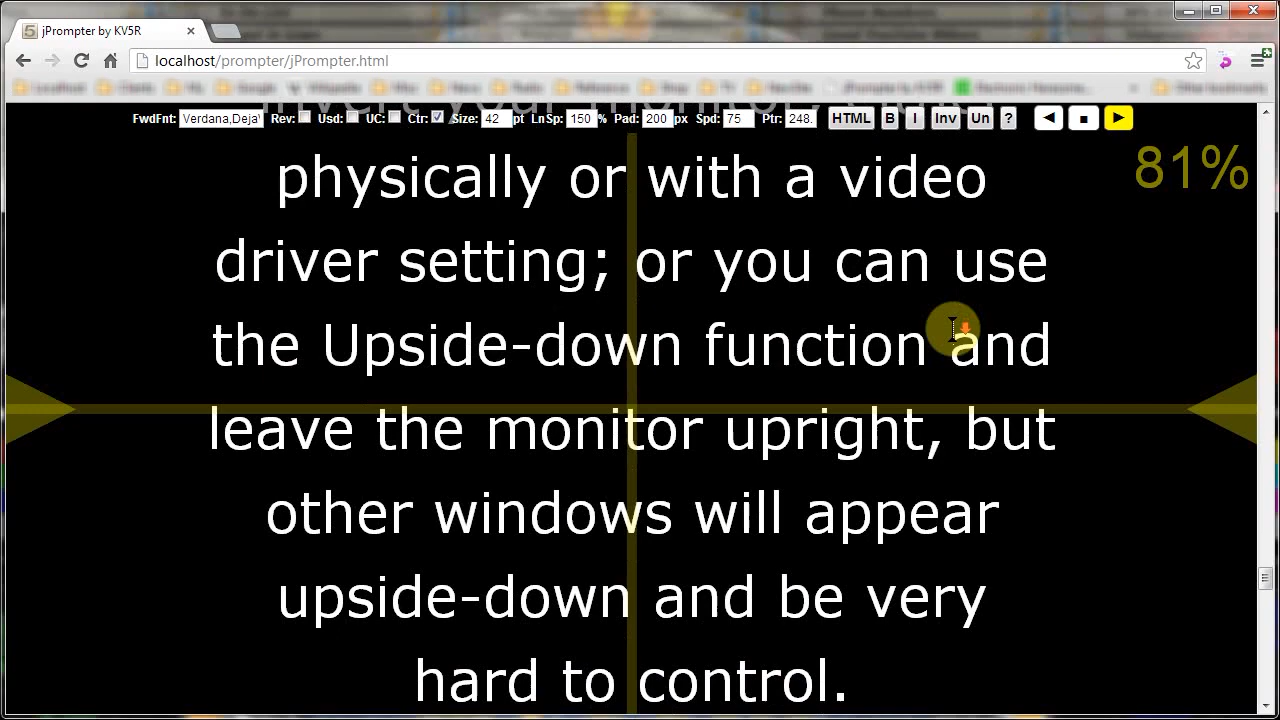 jPrompter by KV5R
localhost/prompter/jPrompter.html
FwdFnt: Verdana,Deja Rev: Usd: UC: Ctr: Size: 42 pt LnSp: 150 % Pad: 200 px Spd: 75 Ptr: 248. HTML B I Inv Un ?
81%
physically or with a video
driver setting; or you can use
the Upside-down function and
leave the monitor upright, but
other windows will appear
upside-down and be very
hard to control.